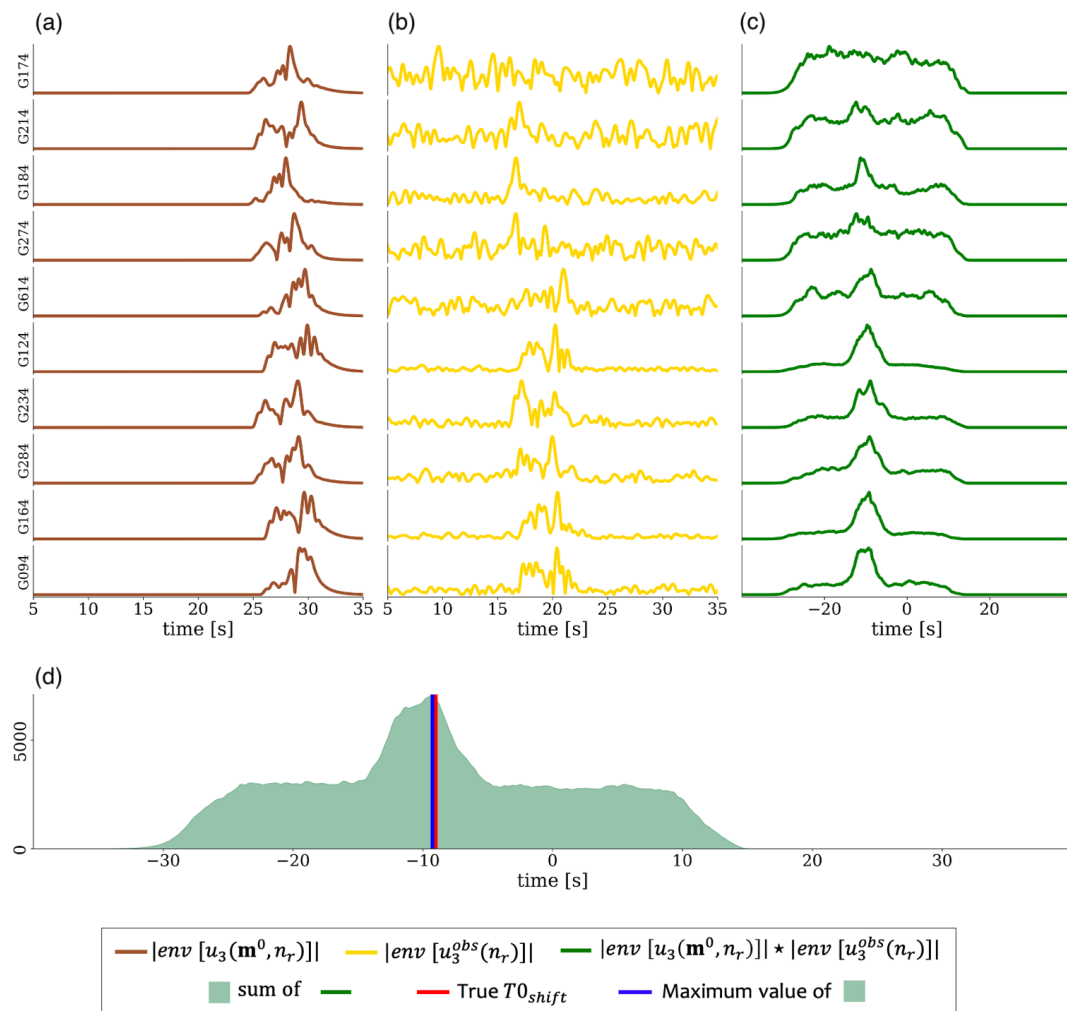 (a) (b) (c)
G174
G214
G184
G274
G614
G124
G234
G284
G164
G094
5 10 15 20 25 30 35 5 10 15 20 25 30 35 −20 0 20
time [s] time [s] time [s]
(d)
5000
0
−30 −20 −10 0 10 20 30
time [s]
|env [u₃(𝐦⁰, nᵣ)]| |env [u₃ᵒᵇˢ(nᵣ)]| |env [u₃(𝐦⁰, nᵣ)]| ⋆ |env [u₃ᵒᵇˢ(nᵣ)]|
sum of True T0_{shift} Maximum value of